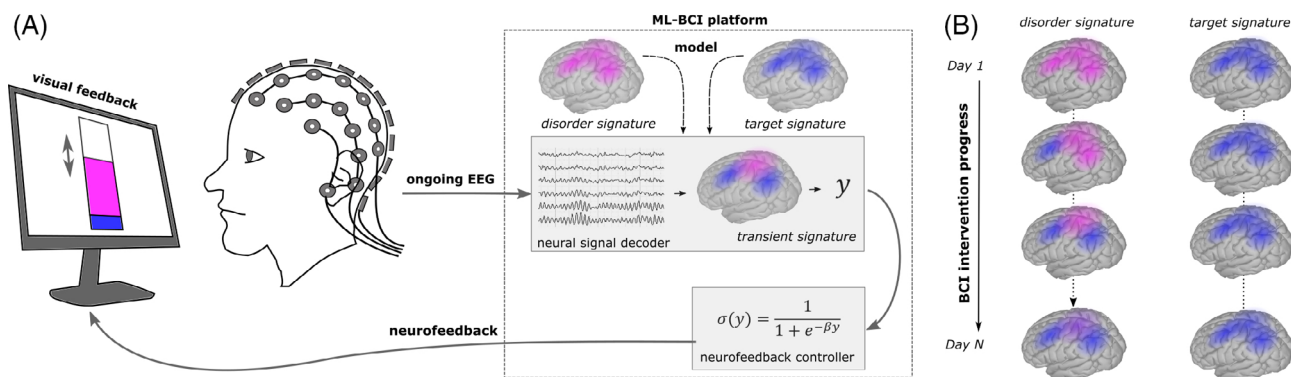 (A)
visual feedback
ongoing EEG
ML-BCI platform
model
disorder signature
target signature
neural signal decoder
y
transient signature
σ(y) = 1 / (1 + e^{-βy})
neurofeedback controller
neurofeedback
(B)
disorder signature
target signature
Day 1
BCI intervention progress
Day N